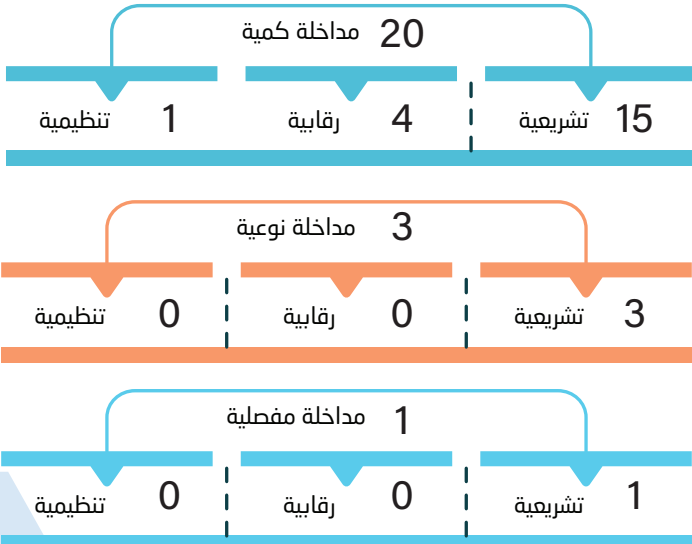 20 مداخلة كمية
15 تشريعية
4 رقابية
1 تنظيمية
3 مداخلة نوعية
3 تشريعية
0 رقابية
0 تنظيمية
1 مداخلة مفصلية
1 تشريعية
0 رقابية
0 تنظيمية